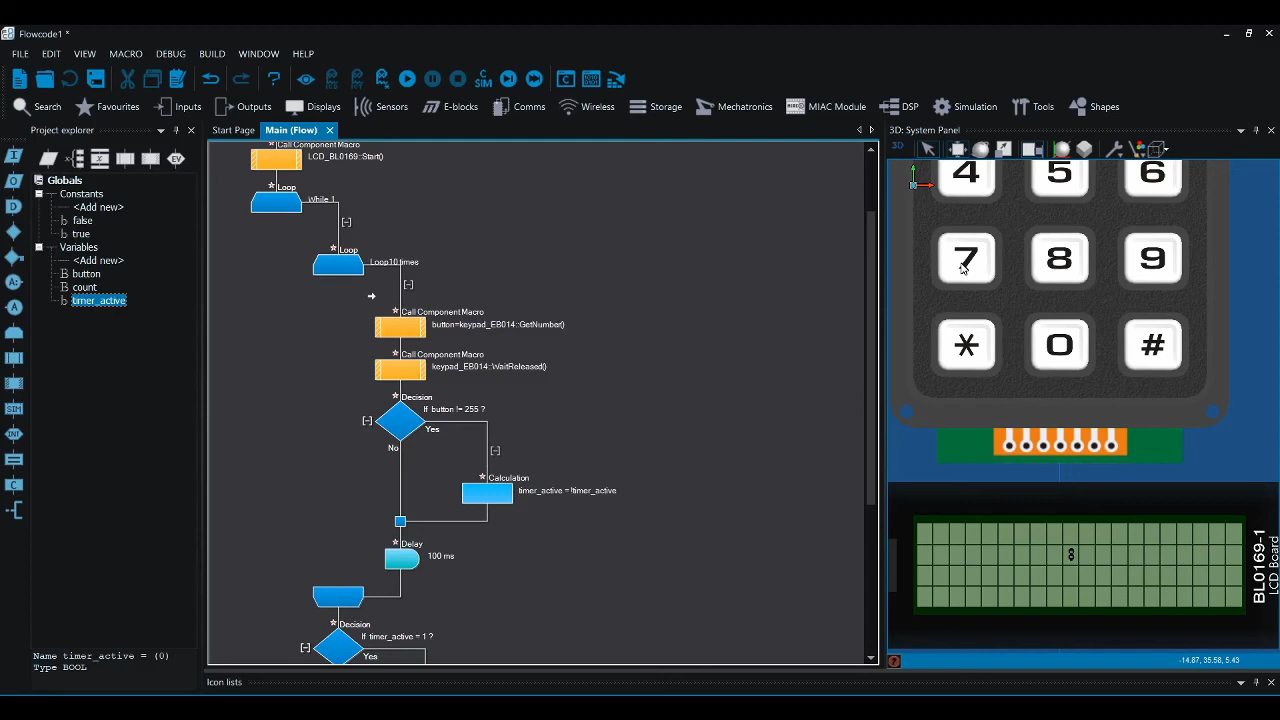 Flowcode1 *
FILE EDIT VIEW MACRO DEBUG BUILD WINDOW HELP
C
SIM
Search Favourites Inputs Outputs Displays Sensors E-blocks Comms Wireless Storage Mechatronics MIAC Module DSP Simulation Tools Shapes
Project explorer
Start Page Main (Flow)
3D: System Panel
3D
EV
Globals
Constants
<Add new>
false
true
Variables
<Add new>
button
count
timer_active
Name timer_active = (0)
Type BOOL
Call Component Macro
LCD_BL0169::Start()
Loop
While 1
Loop
Loop10 times
Call Component Macro
button=keypad_EB014::GetNumber()
Call Component Macro
keypad_EB014::WaitReleased()
Decision
If button != 255 ?
Yes
No
Calculation
timer_active = !timer_active
Delay
100 ms
Decision
If timer_active = 1 ?
Yes
4 5 6
7 8 9
* 0 #
8
BL0169-1
LCD Board
-14.87, 35.58, 5.43
Icon lists